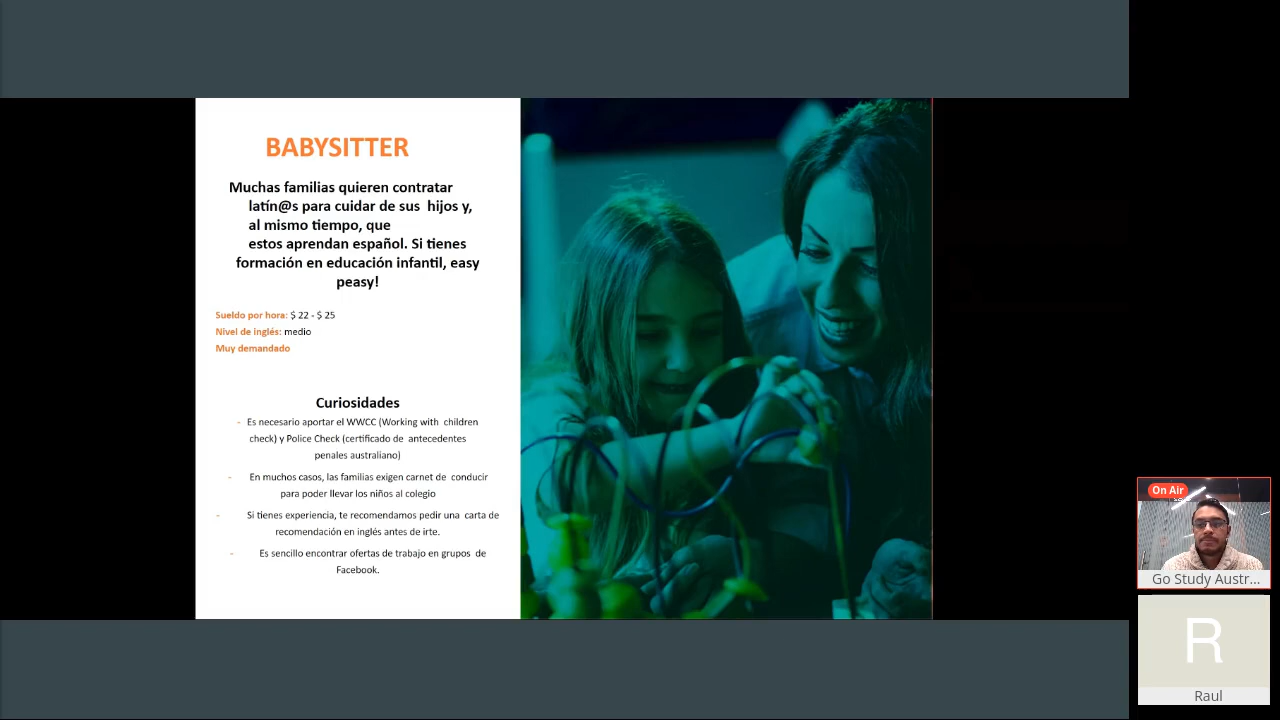 BABYSITTER
Muchas familias quieren contratar
latín@s para cuidar de sus hijos y,
al mismo tiempo, que
estos aprendan español. Si tienes
formación en educación infantil, easy
peasy!
Sueldo por hora: $ 22 - $ 25
Nivel de inglés: medio
Muy demandado
Curiosidades
- Es necesario aportar el WWCC (Working with children
check) y Police Check (certificado de antecedentes
penales australiano)
- En muchos casos, las familias exigen carnet de conducir
para poder llevar los niños al colegio
- Si tienes experiencia, te recomendamos pedir una carta de
recomendación en inglés antes de irte.
- Es sencillo encontrar ofertas de trabajo en grupos de
Facebook.
On Air
Go Study Austr...
R
Raul